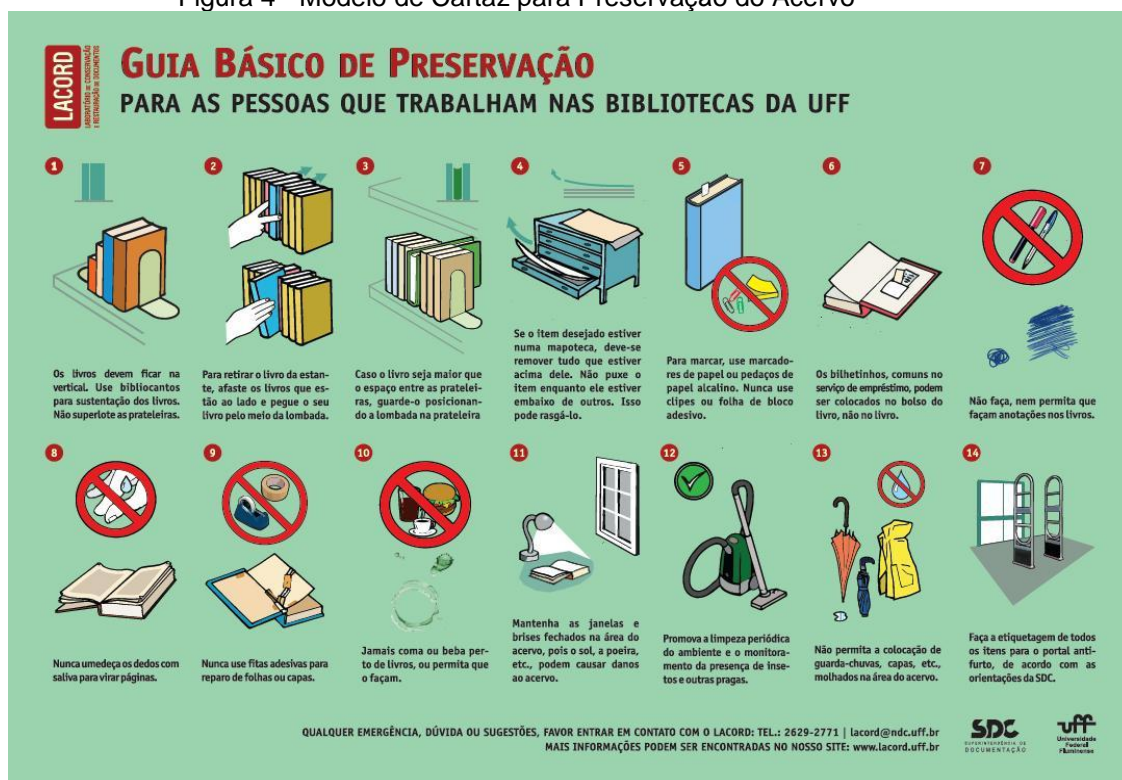 Figura 4 - Modelo de Cartaz para Preservação do Acervo
LACORD
LABORATÓRIO DE CONSERVAÇÃO
E RESTAURAÇÃO DE DOCUMENTOS
GUIA BÁSICO DE PRESERVAÇÃO
PARA AS PESSOAS QUE TRABALHAM NAS BIBLIOTECAS DA UFF
1
Os livros devem ficar na
vertical. Use bibliocantos
para sustentação dos livros.
Não superlote as prateleiras.
2
Para retirar o livro da estan-
te, afaste os livros que es-
tão ao lado e pegue o seu
livro pelo meio da lombada.
3
Caso o livro seja maior que
o espaço entre as pratelei-
ras, guarde-o posicionan-
do a lombada na prateleira
4
Se o item desejado estiver
numa mapoteca, deve-se
remover tudo que estiver
acima dele. Não puxe o
item enquanto ele estiver
embaixo de outros. Isso
pode rasgá-lo.
5
Para marcar, use marcado-
res de papel ou pedaços de
papel alcalino. Nunca use
clipes ou folha de bloco
adesivo.
6
Os bilhetinhos, comuns no
serviço de empréstimo, podem
ser colocados no bolso do
livro, não no livro.
7
Não faça, nem permita que
façam anotações nos livros.
8
Nunca umedeça os dedos com
saliva para virar páginas.
9
Nunca use fitas adesivas para
reparo de folhas ou capas.
10
Jamais coma ou beba per-
to de livros, ou permita que
o façam.
11
Mantenha as janelas e
brises fechados na área do
acervo, pois o sol, a poeira,
etc., podem causar danos
ao acervo.
12
Promova a limpeza periódica
do ambiente e o monitora-
mento da presença de inse-
tos e outras pragas.
13
Não permita a colocação de
guarda-chuvas, capas, etc.,
molhados na área do acervo.
14
Faça a etiquetagem de todos
os itens para o portal anti-
furto, de acordo com as
orientações da SDC.
QUALQUER EMERGÊNCIA, DÚVIDA OU SUGESTÕES, FAVOR ENTRAR EM CONTATO COM O LACORD: TEL.: 2629-2771 | lacord@ndc.uff.br
MAIS INFORMAÇÕES PODEM SER ENCONTRADAS NO NOSSO SITE: www.lacord.uff.br
SDC
SUPERINTENDÊNCIA DE
DOCUMENTAÇÃO
uff
Universidade
Federal
Fluminense